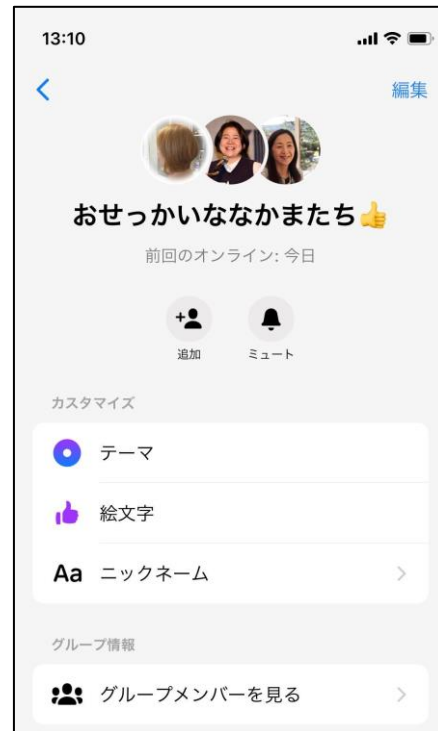 13:10
編集
おせっかいななかまたち👍
前回のオンライン: 今日
追加
ミュート
カスタマイズ
テーマ
絵文字
Aa ニックネーム
グループ情報
グループメンバーを見る